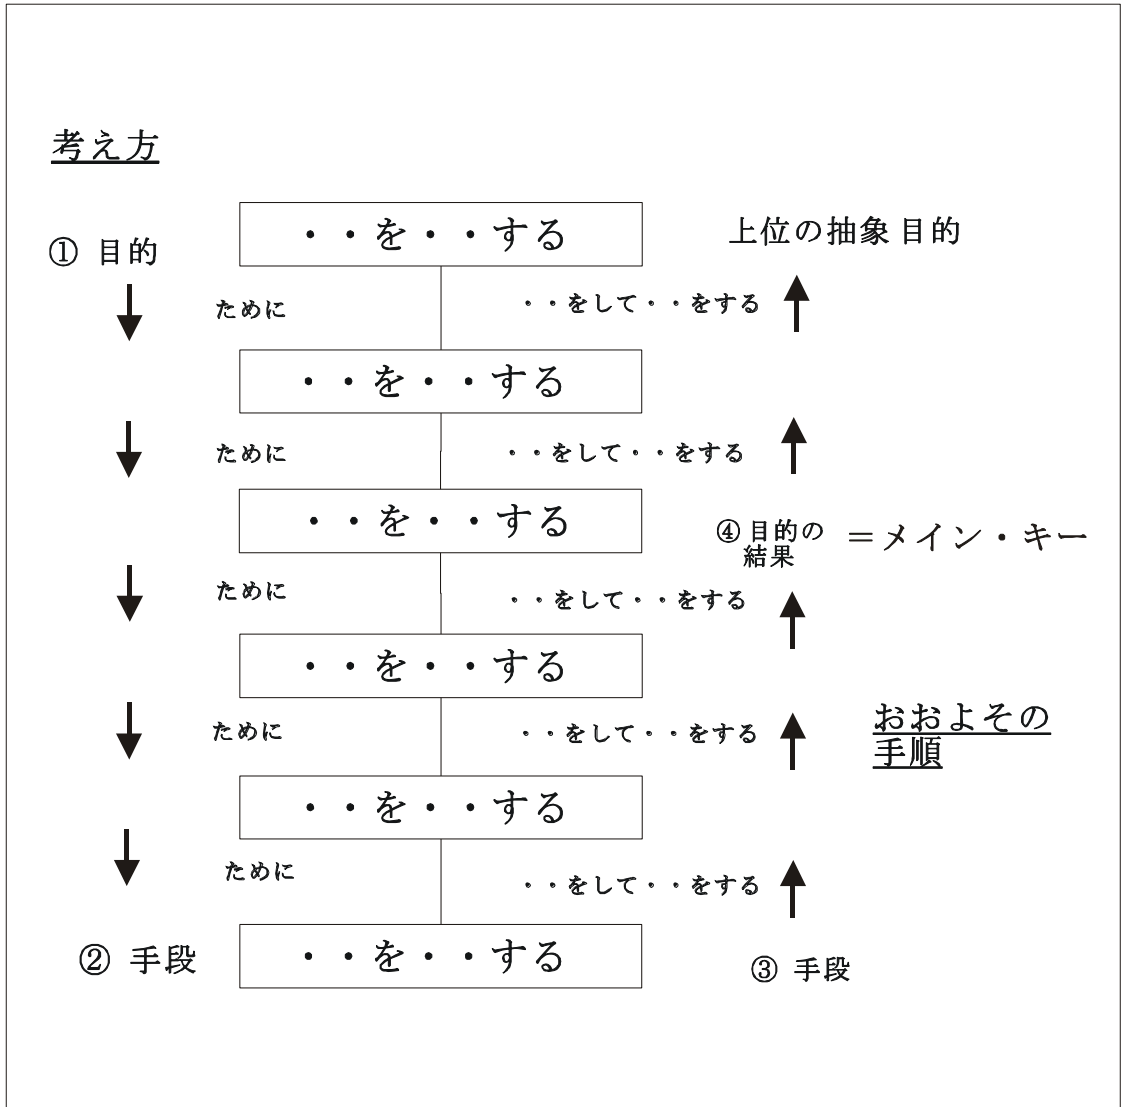 考え方
・・を・・する
① 目的
上位の抽象 目的
ために
・・をして・・をする
・・を・・する
ために
・・をして・・をする
・・を・・する
④ 目的の
結果
＝メイン・キー
ために
・・をして・・をする
・・を・・する
ために
・・をして・・をする
おおよその
手順
・・を・・する
ために
・・をして・・をする
② 手段
・・を・・する
③ 手段